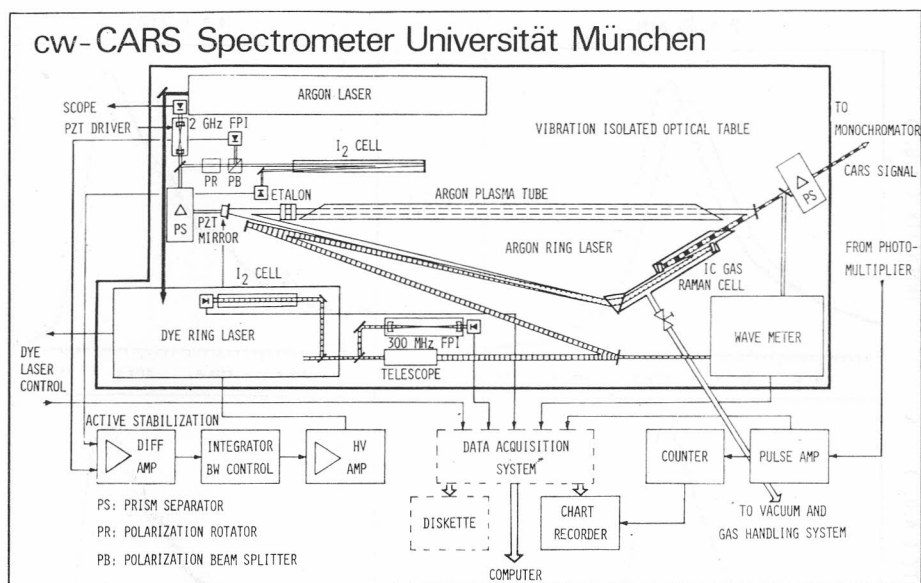 cw-CARS Spectrometer Universität München
ARGON LASER
SCOPE
PZT DRIVER
2 GHz FPI
I2 CELL
VIBRATION ISOLATED OPTICAL TABLE
TO
MONOCHROMATOR
CARS SIGNAL
PR
PB
ETALON
ARGON PLASMA TUBE
PS
PS
PZT
MIRROR
ARGON RING LASER
IC GAS
RAMAN CELL
FROM PHOTO-
MULTIPLIER
I2 CELL
DYE RING LASER
300 MHz FPI
TELESCOPE
WAVE METER
DYE
LASER
CONTROL
ACTIVE STABILIZATION
DIFF
AMP
INTEGRATOR
BW CONTROL
HV
AMP
DATA ACQUISITION
SYSTEM
COUNTER
PULSE AMP
PS: PRISM SEPARATOR
PR: POLARIZATION ROTATOR
PB: POLARIZATION BEAM SPLITTER
DISKETTE
CHART
RECORDER
TO VACUUM AND
GAS HANDLING SYSTEM
COMPUTER